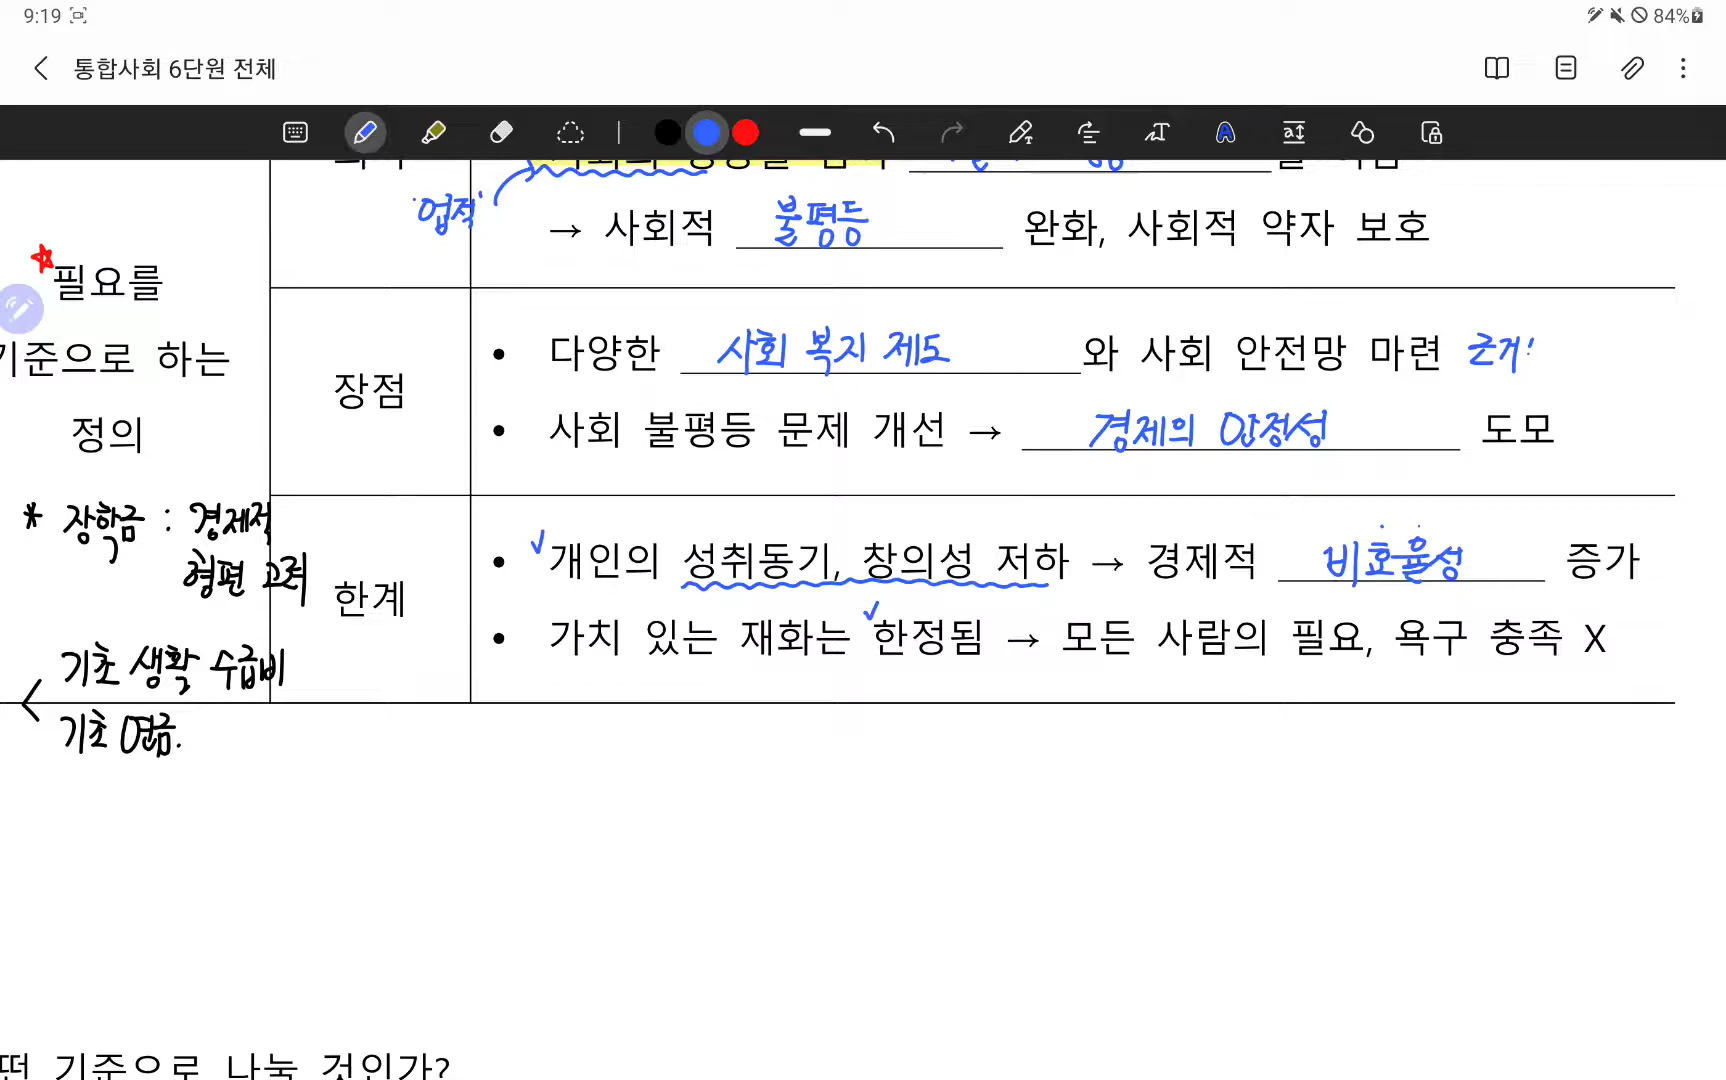 9:19
84%
통합사회 6단원 전체
'업적'
→ 사회적 불평등 완화, 사회적 약자 보호
필요를
기준으로 하는
정의
* 장학금 : 경제적
형편 고려
기초 생활 수급비
기초 연금.
장점
• 다양한 사회 복지 제도와 사회 안전망 마련 근거!
• 사회 불평등 문제 개선 → 경제의 안정성 도모
한계
• ✓개인의 성취동기, 창의성 저하 → 경제적 비효율성 증가
• 가치 있는 재화는 ✓한정됨 → 모든 사람의 필요, 욕구 충족 X
기준으로 나눌 것인가?